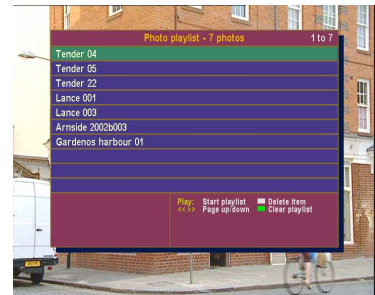 Photo playlist - 7 photos 1 to 7
Tender 04
Tender 05
Tender 22
Lance 001
Lance 003
Arnside 2002b003
Gardenos harbour 01
Play: Start playlist Delete item
<< >> Page up/down Clear playlist